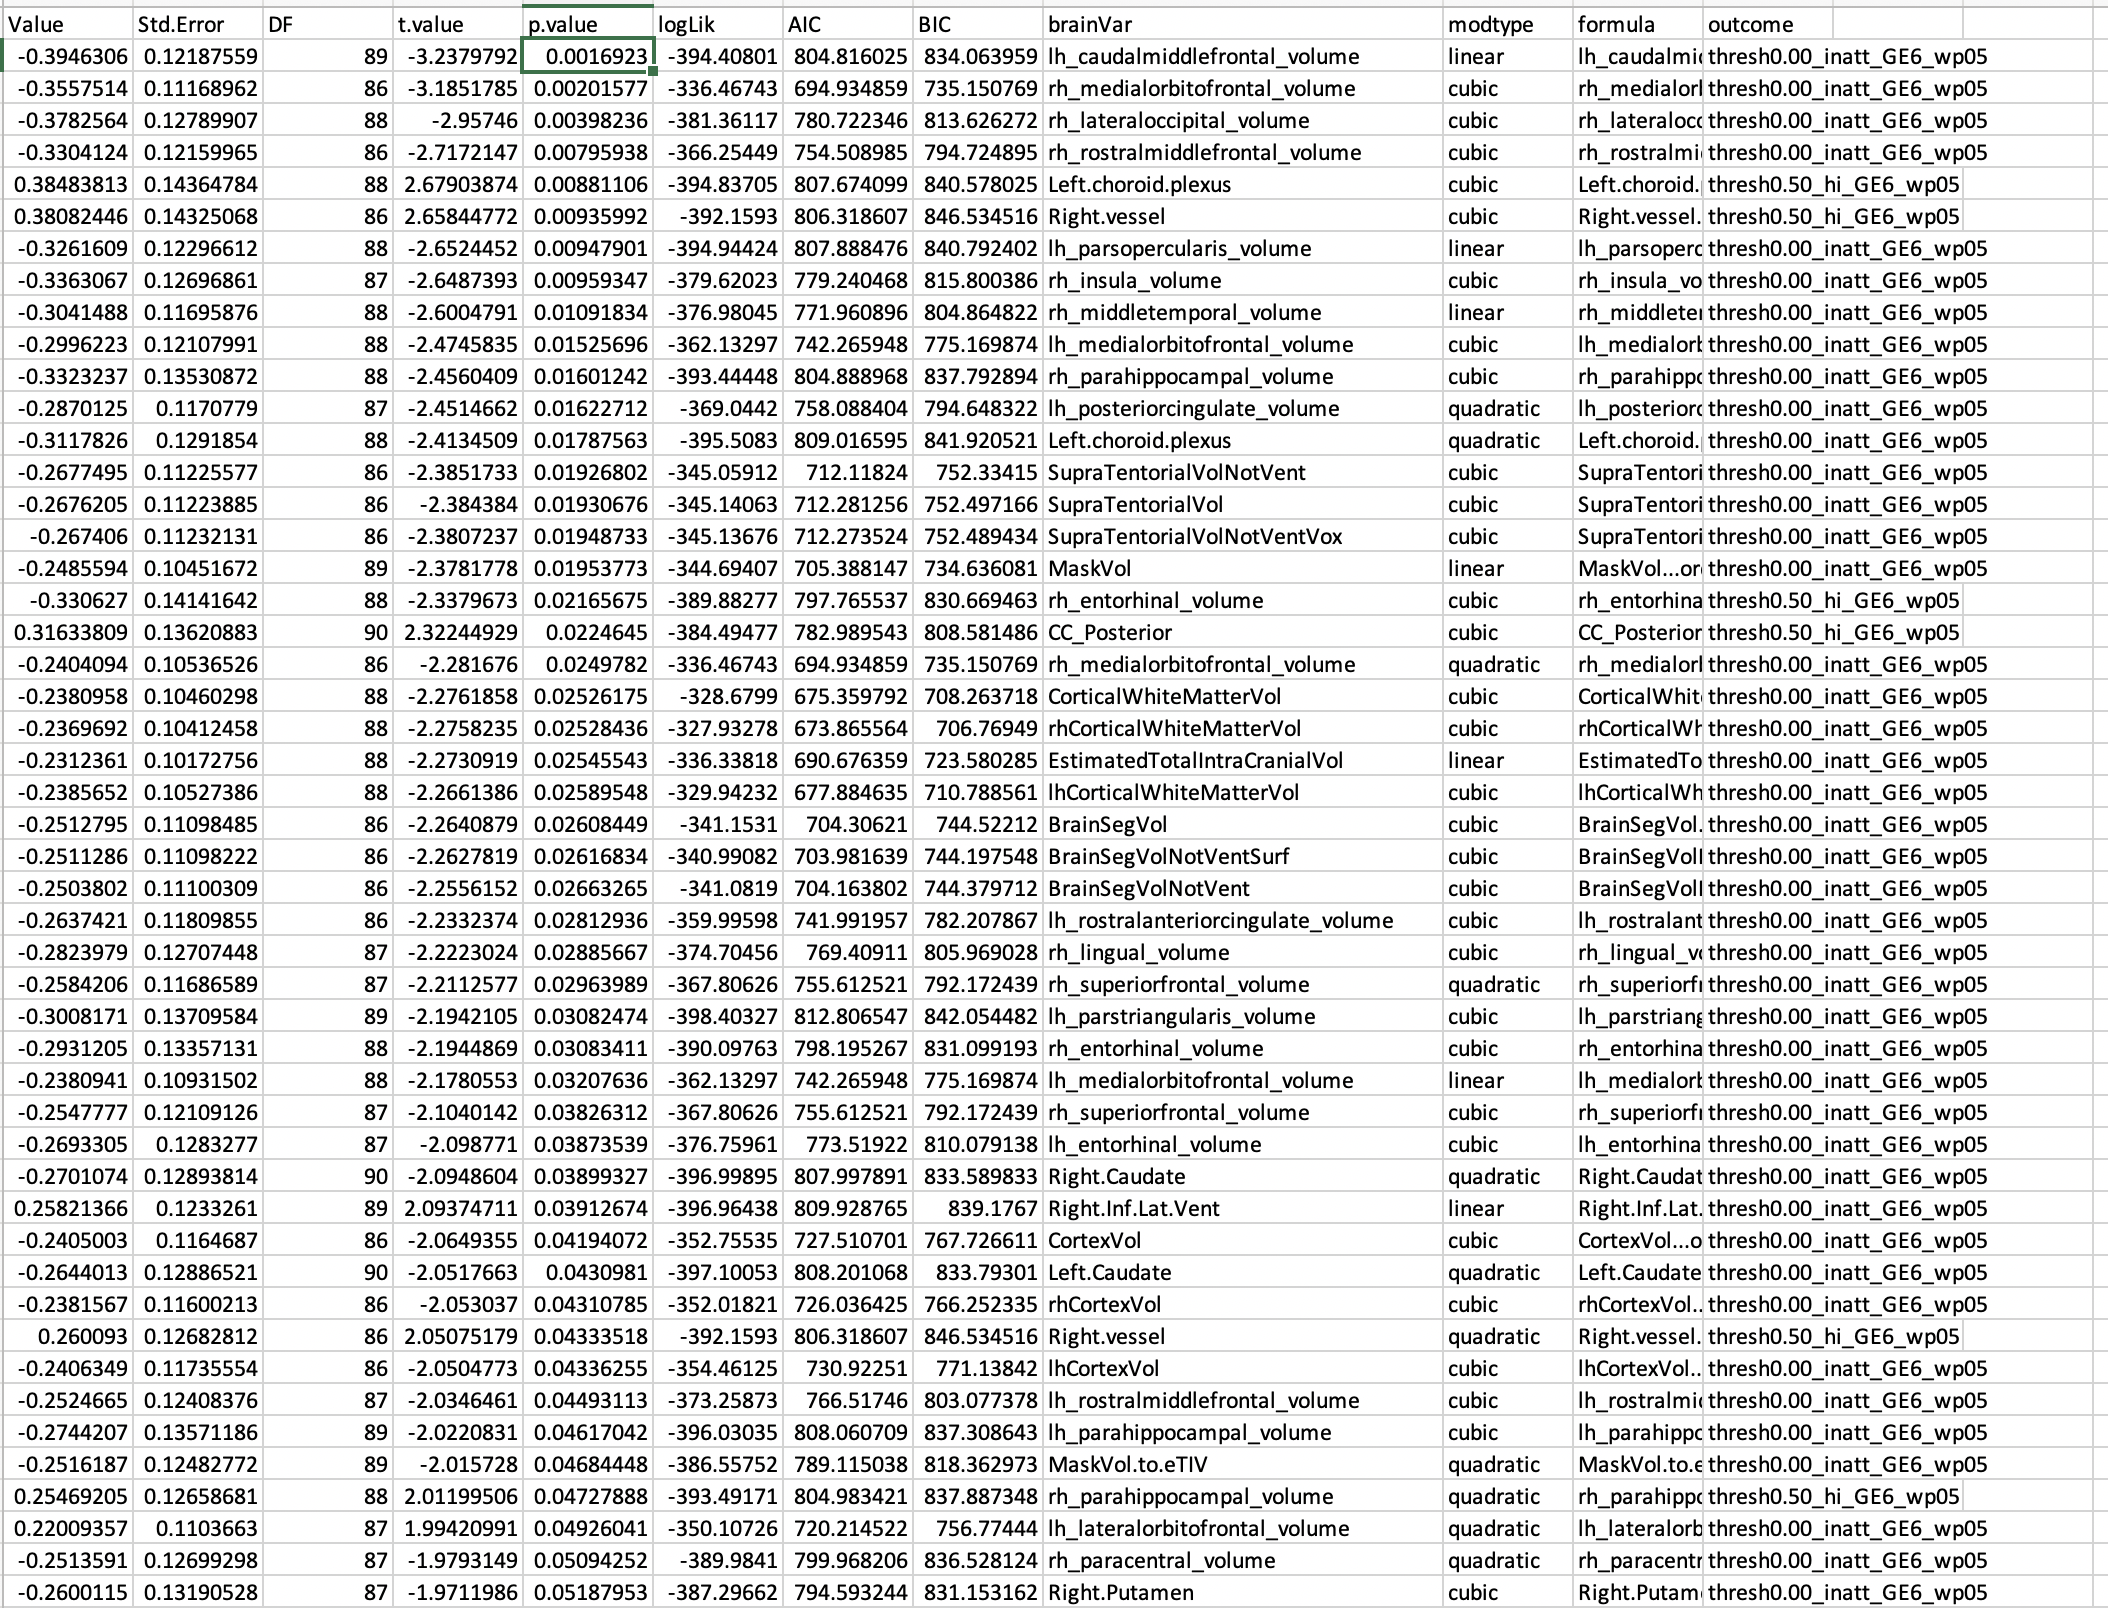 Value Std.Error DF t.value p.value logLik AIC BIC brainVar modtype formula outcome
-0.3946306 0.12187559 89 -3.2379792 0.0016923 -394.40801 804.816025 834.063959 lh_caudalmiddlefrontal_volume linear lh_caudalmi thresh0.00_inatt_GE6_wp05
-0.3557514 0.11168962 86 -3.1851785 0.00201577 -336.46743 694.934859 735.150769 rh_medialorbitofrontal_volume cubic rh_medialorl thresh0.00_inatt_GE6_wp05
-0.3782564 0.12789907 88 -2.95746 0.00398236 -381.36117 780.722346 813.626272 rh_lateraloccipital_volume cubic rh_lateralocc thresh0.00_inatt_GE6_wp05
-0.3304124 0.12159965 86 -2.7172147 0.00795938 -366.25449 754.508985 794.724895 rh_rostralmiddlefrontal_volume cubic rh_rostralmi thresh0.00_inatt_GE6_wp05
0.38483813 0.14364784 88 2.67903874 0.00881106 -394.83705 807.674099 840.578025 Left.choroid.plexus cubic Left.choroid. thresh0.50_hi_GE6_wp05
0.38082446 0.14325068 86 2.65844772 0.00935992 -392.1593 806.318607 846.534516 Right.vessel cubic Right.vessel. thresh0.50_hi_GE6_wp05
-0.3261609 0.12296612 88 -2.6524452 0.00947901 -394.94424 807.888476 840.792402 lh_parsopercularis_volume linear lh_parsoperc thresh0.00_inatt_GE6_wp05
-0.3363067 0.12696861 87 -2.6487393 0.00959347 -379.62023 779.240468 815.800386 rh_insula_volume cubic rh_insula_vo thresh0.00_inatt_GE6_wp05
-0.3041488 0.11695876 88 -2.6004791 0.01091834 -376.98045 771.960896 804.864822 rh_middletemporal_volume linear rh_middleter thresh0.00_inatt_GE6_wp05
-0.2996223 0.12107991 88 -2.4745835 0.01525696 -362.13297 742.265948 775.169874 lh_medialorbitofrontal_volume cubic lh_medialorb thresh0.00_inatt_GE6_wp05
-0.3323237 0.13530872 88 -2.4560409 0.01601242 -393.44448 804.888968 837.792894 rh_parahippocampal_volume cubic rh_parahippc thresh0.00_inatt_GE6_wp05
-0.2870125 0.1170779 87 -2.4514662 0.01622712 -369.0442 758.088404 794.648322 lh_posteriorcingulate_volume quadratic lh_posteriorc thresh0.00_inatt_GE6_wp05
-0.3117826 0.1291854 88 -2.4134509 0.01787563 -395.5083 809.016595 841.920521 Left.choroid.plexus quadratic Left.choroid. thresh0.00_inatt_GE6_wp05
-0.2677495 0.11225577 86 -2.3851733 0.01926802 -345.05912 712.11824 752.33415 SupraTentorialVolNotVent cubic SupraTentori thresh0.00_inatt_GE6_wp05
-0.2676205 0.11223885 86 -2.384384 0.01930676 -345.14063 712.281256 752.497166 SupraTentorialVol cubic SupraTentori thresh0.00_inatt_GE6_wp05
-0.267406 0.11232131 86 -2.3807237 0.01948733 -345.13676 712.273524 752.489434 SupraTentorialVolNotVentVox cubic SupraTentori thresh0.00_inatt_GE6_wp05
-0.2485594 0.10451672 89 -2.3781778 0.01953773 -344.69407 705.388147 734.636081 MaskVol linear MaskVol...or thresh0.00_inatt_GE6_wp05
-0.330627 0.14141642 88 -2.3379673 0.02165675 -389.88277 797.765537 830.669463 rh_entorhinal_volume cubic rh_entorhina thresh0.50_hi_GE6_wp05
0.31633809 0.13620883 90 2.32244929 0.0224645 -384.49477 782.989543 808.581486 CC_Posterior cubic CC_Posterior thresh0.50_hi_GE6_wp05
-0.2404094 0.10536526 86 -2.281676 0.0249782 -336.46743 694.934859 735.150769 rh_medialorbitofrontal_volume quadratic rh_medialorl thresh0.00_inatt_GE6_wp05
-0.2380958 0.10460298 88 -2.2761858 0.02526175 -328.6799 675.359792 708.263718 CorticalWhiteMatterVol cubic CorticalWhit thresh0.00_inatt_GE6_wp05
-0.2369692 0.10412458 88 -2.2758235 0.02528436 -327.93278 673.865564 706.76949 rhCorticalWhiteMatterVol cubic rhCorticalWh thresh0.00_inatt_GE6_wp05
-0.2312361 0.10172756 88 -2.2730919 0.02545543 -336.33818 690.676359 723.580285 EstimatedTotalIntraCranialVol linear EstimatedTo thresh0.00_inatt_GE6_wp05
-0.2385652 0.10527386 88 -2.2661386 0.02589548 -329.94232 677.884635 710.788561 lhCorticalWhiteMatterVol cubic lhCorticalWh thresh0.00_inatt_GE6_wp05
-0.2512795 0.11098485 86 -2.2640879 0.02608449 -341.1531 704.30621 744.52212 BrainSegVol cubic BrainSegVol. thresh0.00_inatt_GE6_wp05
-0.2511286 0.11098222 86 -2.2627819 0.02616834 -340.99082 703.981639 744.197548 BrainSegVolNotVentSurf cubic BrainSegVoll thresh0.00_inatt_GE6_wp05
-0.2503802 0.11100309 86 -2.2556152 0.02663265 -341.0819 704.163802 744.379712 BrainSegVolNotVent cubic BrainSegVoll thresh0.00_inatt_GE6_wp05
-0.2637421 0.11809855 86 -2.2332374 0.02812936 -359.99598 741.991957 782.207867 lh_rostralanteriorcingulate_volume cubic lh_rostralant thresh0.00_inatt_GE6_wp05
-0.2823979 0.12707448 87 -2.2223024 0.02885667 -374.70456 769.40911 805.969028 rh_lingual_volume cubic rh_lingual_v thresh0.00_inatt_GE6_wp05
-0.2584206 0.11686589 87 -2.2112577 0.02963989 -367.80626 755.612521 792.172439 rh_superiorfrontal_volume quadratic rh_superiorfr thresh0.00_inatt_GE6_wp05
-0.3008171 0.13709584 89 -2.1942105 0.03082474 -398.40327 812.806547 842.054482 lh_parstriangularis_volume cubic lh_parstriang thresh0.00_inatt_GE6_wp05
-0.2931205 0.13357131 88 -2.1944869 0.03083411 -390.09763 798.195267 831.099193 rh_entorhinal_volume cubic rh_entorhina thresh0.00_inatt_GE6_wp05
-0.2380941 0.10931502 88 -2.1780553 0.03207636 -362.13297 742.265948 775.169874 lh_medialorbitofrontal_volume linear lh_medialorb thresh0.00_inatt_GE6_wp05
-0.2547777 0.12109126 87 -2.1040142 0.03826312 -367.80626 755.612521 792.172439 rh_superiorfrontal_volume cubic rh_superiorfr thresh0.00_inatt_GE6_wp05
-0.2693305 0.1283277 87 -2.098771 0.03873539 -376.75961 773.51922 810.079138 lh_entorhinal_volume cubic lh_entorhina thresh0.00_inatt_GE6_wp05
-0.2701074 0.12893814 90 -2.0948604 0.03899327 -396.99895 807.997891 833.589833 Right.Caudate quadratic Right.Caudat thresh0.00_inatt_GE6_wp05
0.25821366 0.1233261 89 2.09374711 0.03912674 -396.96438 809.928765 839.1767 Right.Inf.Lat.Vent linear Right.Inf.Lat. thresh0.00_inatt_GE6_wp05
-0.2405003 0.1164687 86 -2.0649355 0.04194072 -352.75535 727.510701 767.726611 CortexVol cubic CortexVol...o thresh0.00_inatt_GE6_wp05
-0.2644013 0.12886521 90 -2.0517663 0.0430981 -397.10053 808.201068 833.79301 Left.Caudate quadratic Left.Caudate thresh0.00_inatt_GE6_wp05
-0.2381567 0.11600213 86 -2.053037 0.04310785 -352.01821 726.036425 766.252335 rhCortexVol cubic rhCortexVol.. thresh0.00_inatt_GE6_wp05
0.260093 0.12682812 86 2.05075179 0.04333518 -392.1593 806.318607 846.534516 Right.vessel quadratic Right.vessel. thresh0.50_hi_GE6_wp05
-0.2406349 0.11735554 86 -2.0504773 0.04336255 -354.46125 730.92251 771.13842 lhCortexVol cubic lhCortexVol.. thresh0.00_inatt_GE6_wp05
-0.2524665 0.12408376 87 -2.0346461 0.04493113 -373.25873 766.51746 803.077378 lh_rostralmiddlefrontal_volume cubic lh_rostralmi thresh0.00_inatt_GE6_wp05
-0.2744207 0.13571186 89 -2.0220831 0.04617042 -396.03035 808.060709 837.308643 lh_parahippocampal_volume cubic lh_parahippc thresh0.00_inatt_GE6_wp05
-0.2516187 0.12482772 89 -2.015728 0.04684448 -386.55752 789.115038 818.362973 MaskVol.to.eTIV quadratic MaskVol.to.e thresh0.00_inatt_GE6_wp05
0.25469205 0.12658681 88 2.01199506 0.04727888 -393.49171 804.983421 837.887348 rh_parahippocampal_volume quadratic rh_parahippc thresh0.50_hi_GE6_wp05
0.22009357 0.1103663 87 1.99420991 0.04926041 -350.10726 720.214522 756.77444 lh_lateralorbitofrontal_volume quadratic lh_lateralorb thresh0.00_inatt_GE6_wp05
-0.2513591 0.12699298 87 -1.9793149 0.05094252 -389.9841 799.968206 836.528124 rh_paracentral_volume quadratic rh_paracentr thresh0.00_inatt_GE6_wp05
-0.2600115 0.13190528 87 -1.9711986 0.05187953 -387.29662 794.593244 831.153162 Right.Putamen cubic Right.Putam thresh0.00_inatt_GE6_wp05